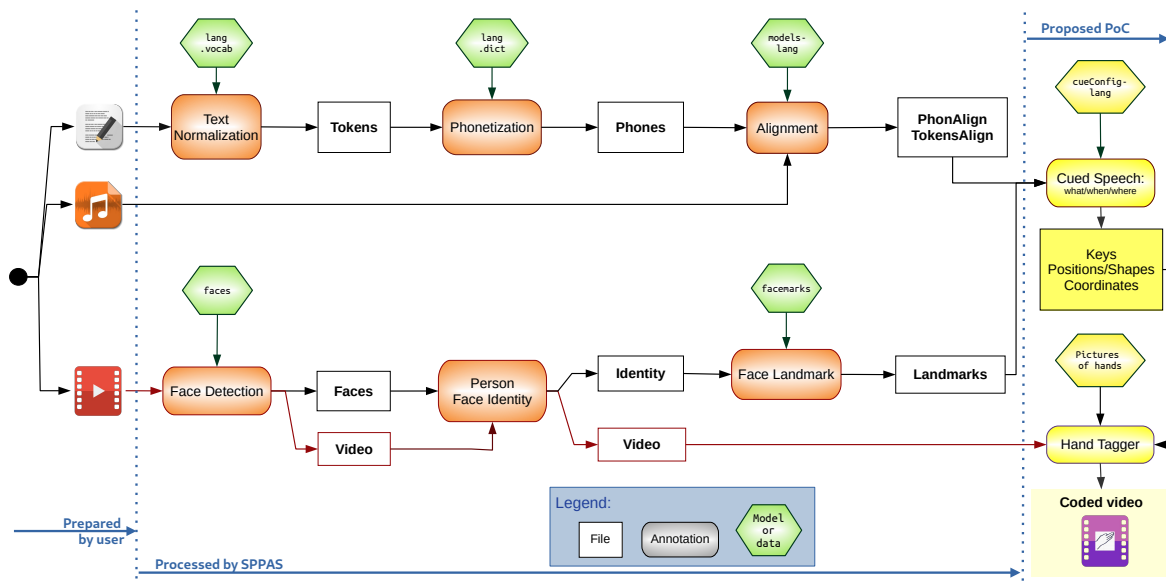 Proposed PoC
lang
.vocab
lang
.dict
models-
lang
cueConfig-
lang
Text
Normalization
Tokens
Phonetization
Phones
Alignment
PhonAlign
TokensAlign
Cued Speech:
what/when/where
Keys
Positions/Shapes
Coordinates
faces
facemarks
Pictures
of hands
Face Detection
Faces
Person
Face Identity
Identity
Face Landmark
Landmarks
Video
Video
Hand Tagger
Coded video
Legend:
File
Annotation
Model
or
data
Prepared
by user
Processed by SPPAS